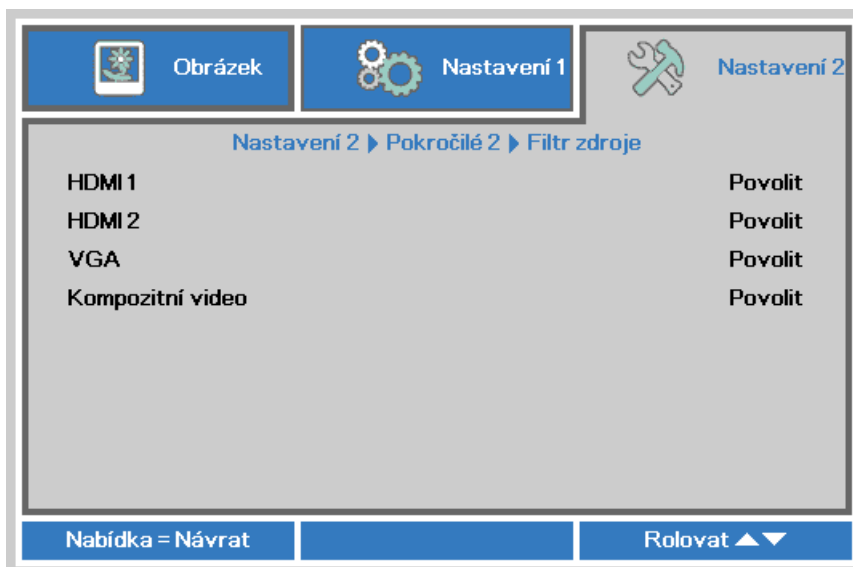 Obrázek
Nastavení 1
Nastavení 2
Nastavení 2 ▶ Pokročilé 2 ▶ Filtr zdroje
HDMI 1 Povolit
HDMI 2 Povolit
VGA Povolit
Kompozitní video Povolit
Nabídka = Návrat
Rolovat ▲▼